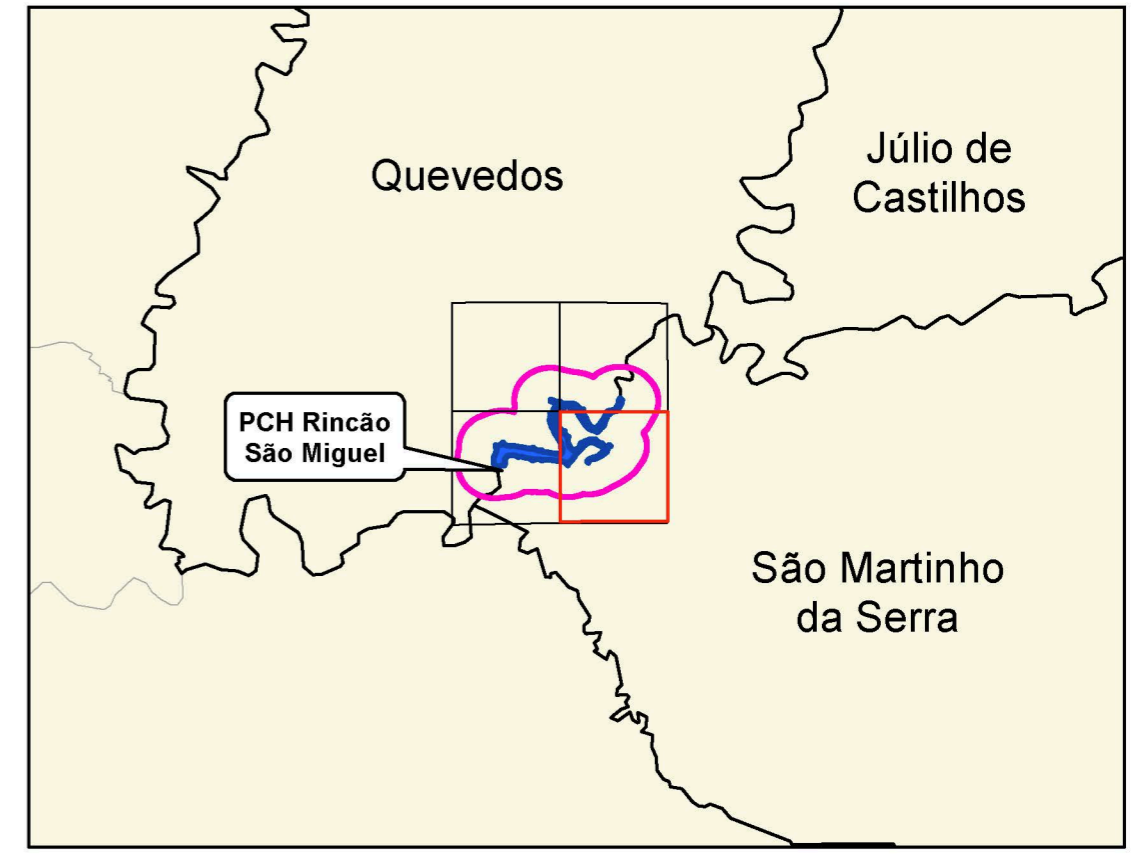 Júlio de
Castilhos
Quevedos
PCH Rincão
São Miguel
São Martinho
da Serra